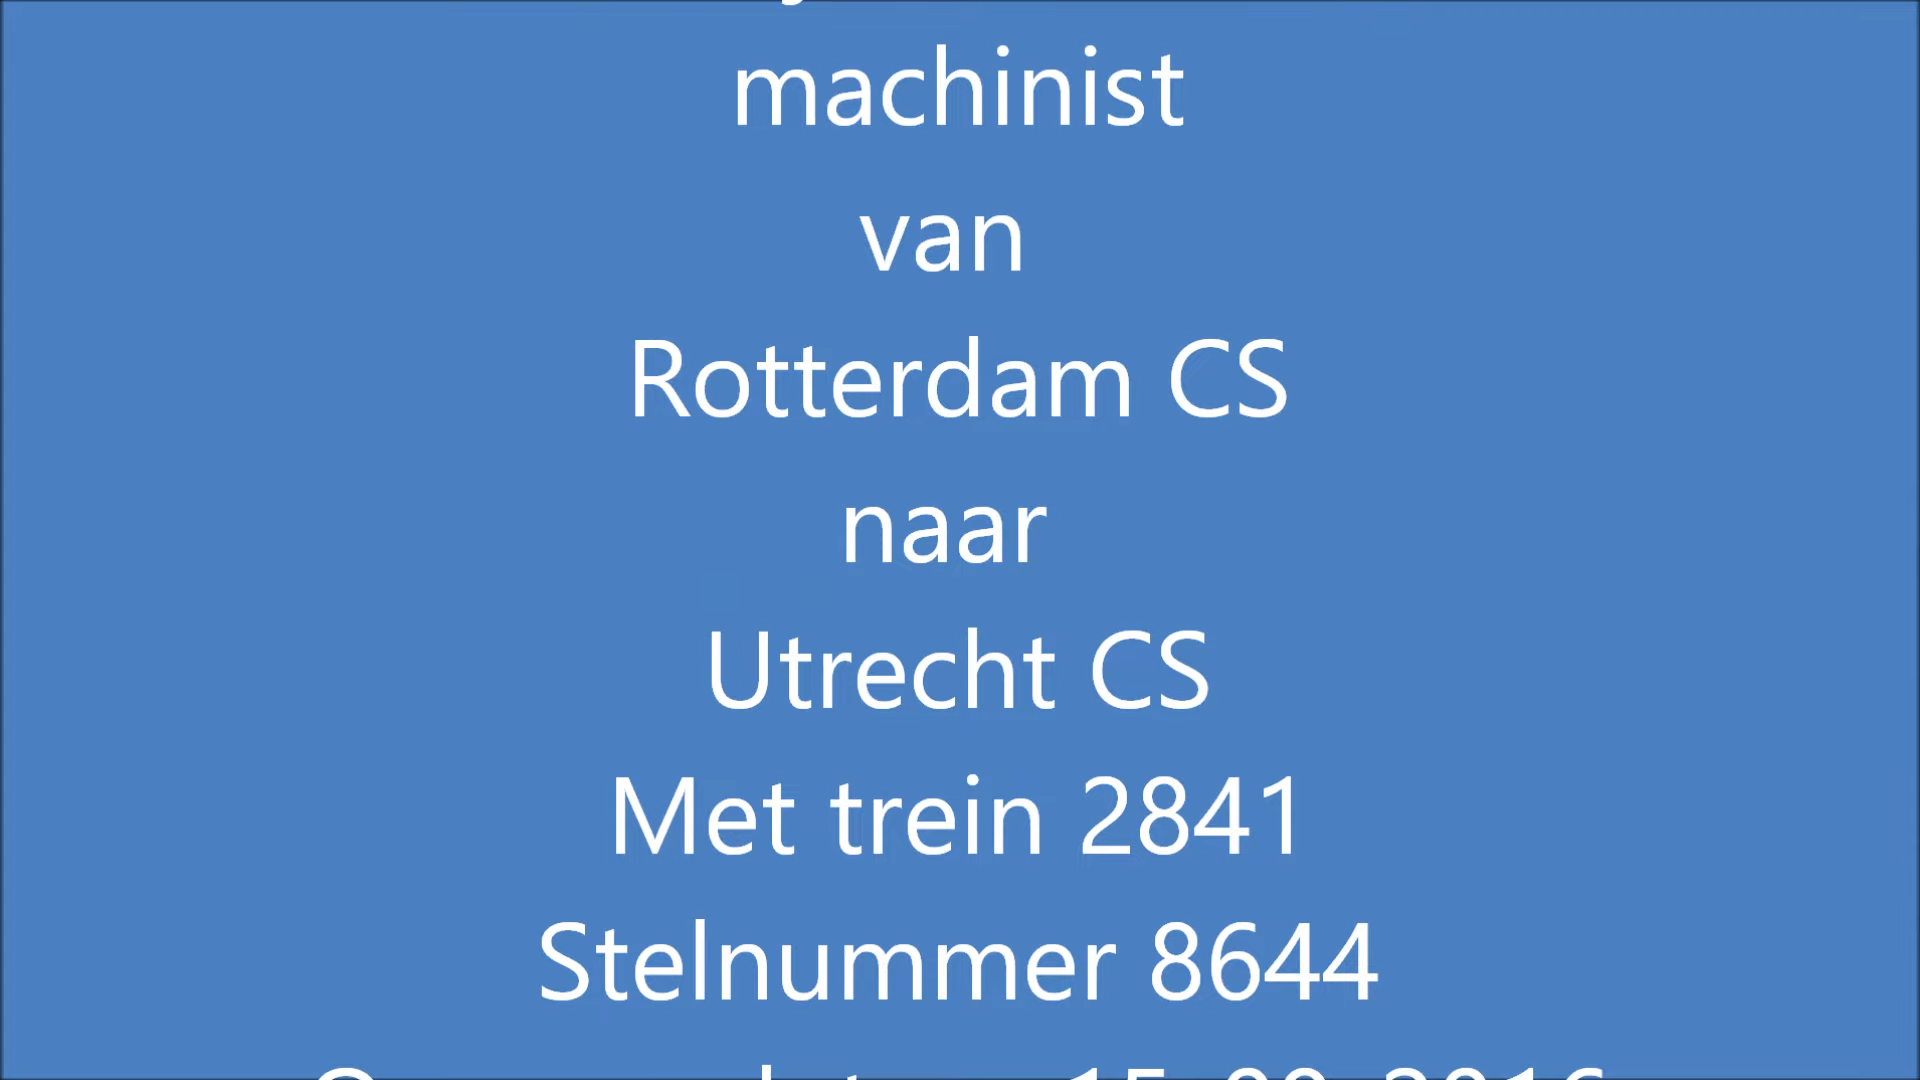 machinist
van
Rotterdam CS
naar
Utrecht CS
Met trein 2841
Stelnummer 8644